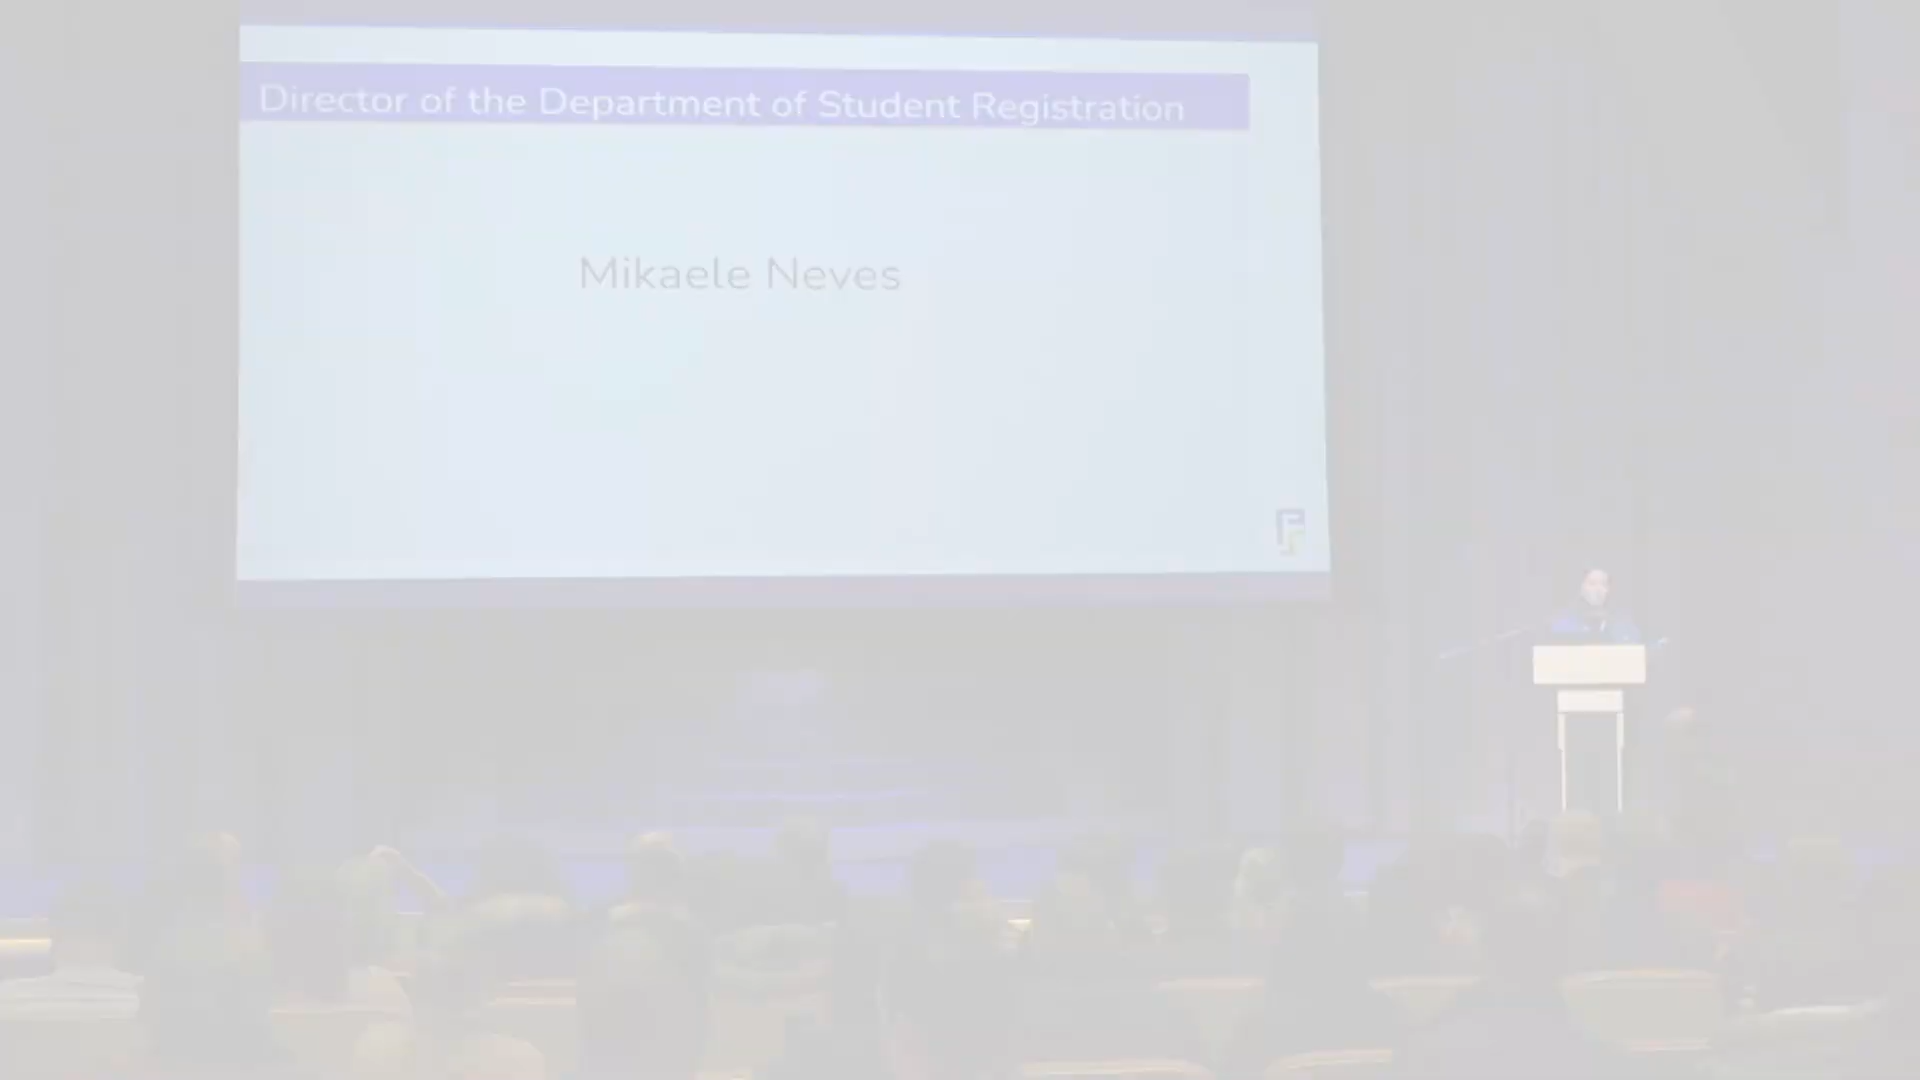 Director of the Department of Student Registration
Mikaele Neves